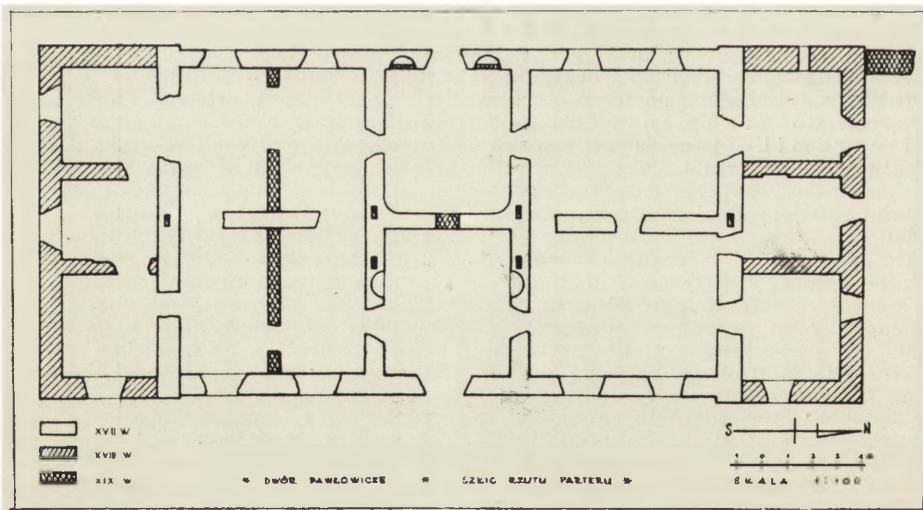 XVII W
XVIII W
XIX W
* DWÓR PAWŁOWICE * SZKIC RZUTU PARTERU *
S N
1 0 1 2 3 4
SKALA 1:100